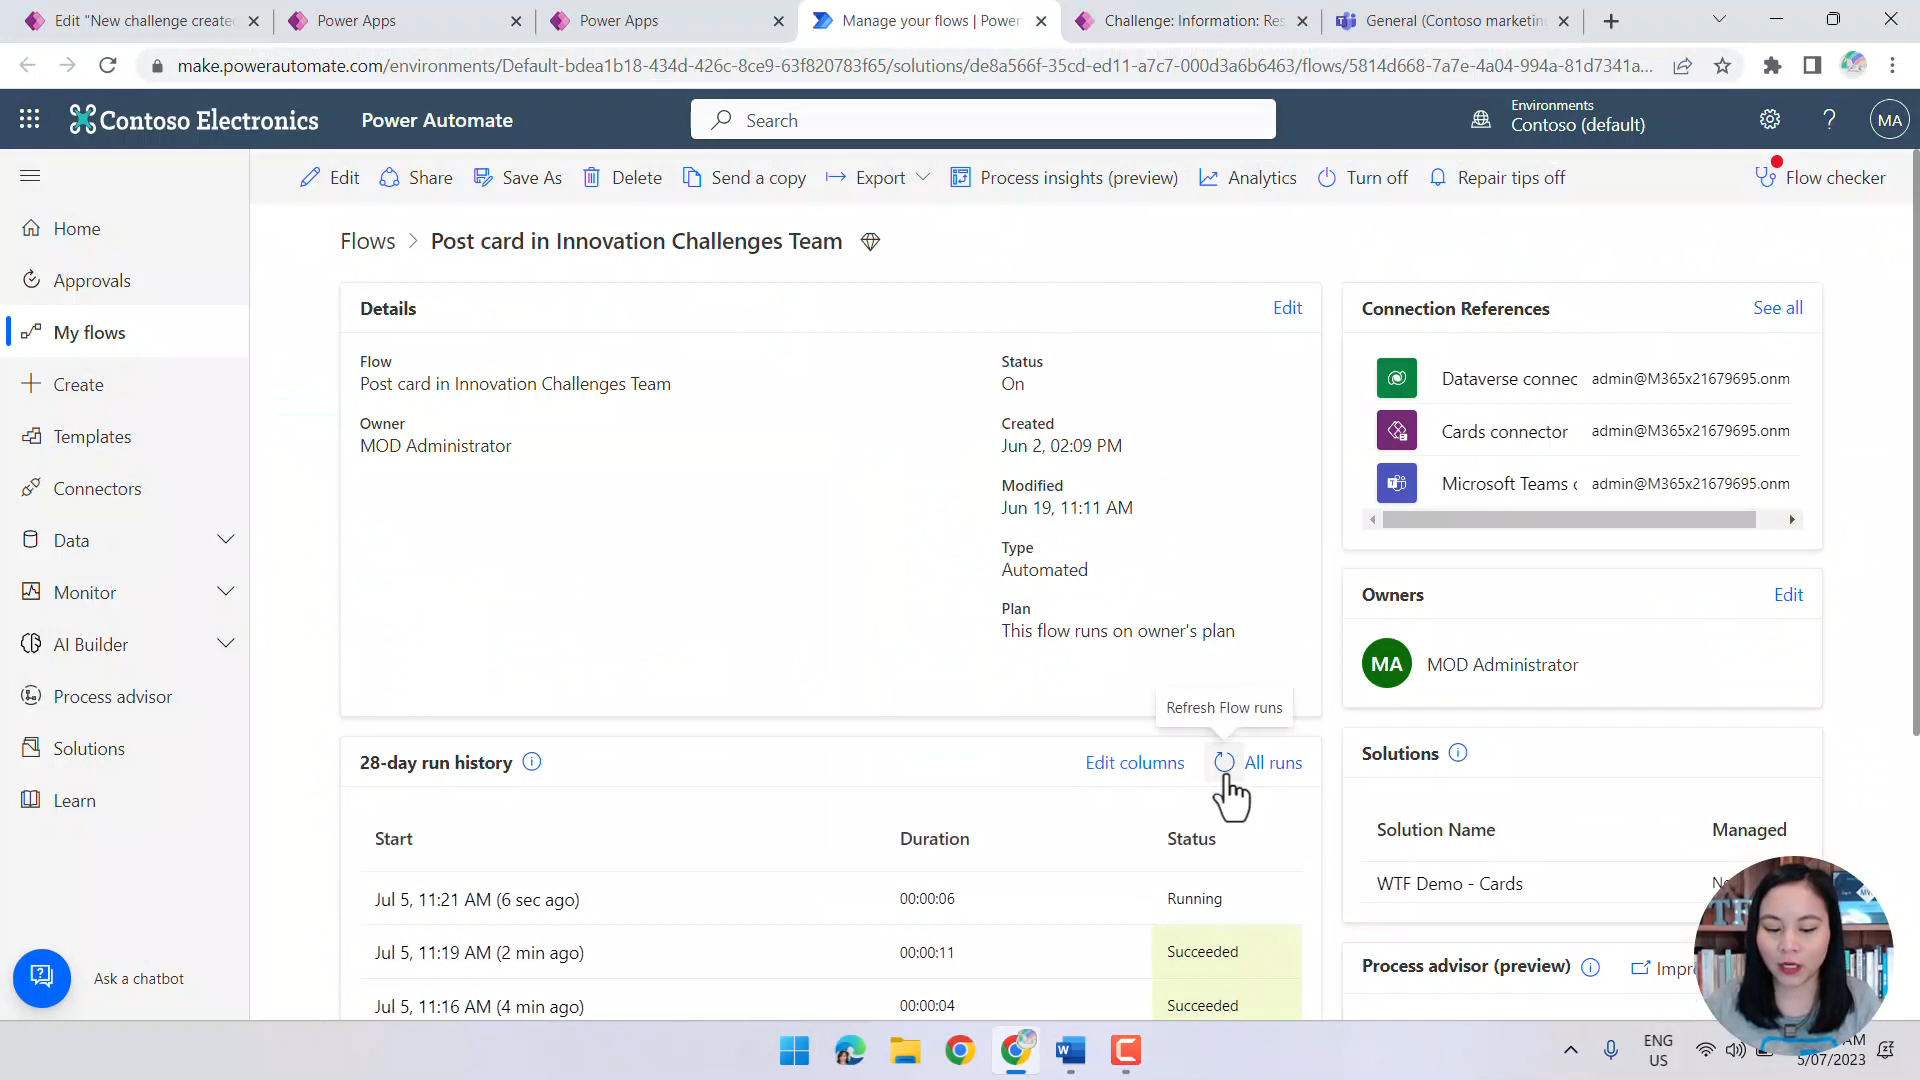 Edit "New challenge created
Power Apps
Power Apps
Manage your flows | Power
Challenge: Information: Res
General (Contoso marketin
make.powerautomate.com/environments/Default-bdea1b18-434d-426c-8ce9-63f820783f65/solutions/de8a566f-35cd-ed11-a7c7-000d3a6b6463/flows/5814d668-7a7e-4a04-994a-81d7341a...
Contoso Electronics
Power Automate
Search
Environments
Contoso (default)
MA
Edit
Share
Save As
Delete
Send a copy
Export
Process insights (preview)
Analytics
Turn off
Repair tips off
Flow checker
Home
Approvals
My flows
Create
Templates
Connectors
Data
Monitor
AI Builder
Process advisor
Solutions
Learn
Ask a chatbot
Flows > Post card in Innovation Challenges Team
Details
Edit
Flow
Post card in Innovation Challenges Team
Owner
MOD Administrator
Status
On
Created
Jun 2, 02:09 PM
Modified
Jun 19, 11:11 AM
Type
Automated
Plan
This flow runs on owner's plan
Refresh Flow runs
28-day run history
Edit columns
All runs
Start Duration Status
Jul 5, 11:21 AM (6 sec ago) 00:00:06 Running
Jul 5, 11:19 AM (2 min ago) 00:00:11 Succeeded
Jul 5, 11:16 AM (4 min ago) 00:00:04 Succeeded
Connection References
See all
Dataverse connec admin@M365x21679695.onm
Cards connector admin@M365x21679695.onm
Microsoft Teams c admin@M365x21679695.onm
Owners
Edit
MA
MOD Administrator
Solutions
Solution Name Managed
WTF Demo - Cards
Process advisor (preview)
Impr
ENG
US
AM
5/07/2023